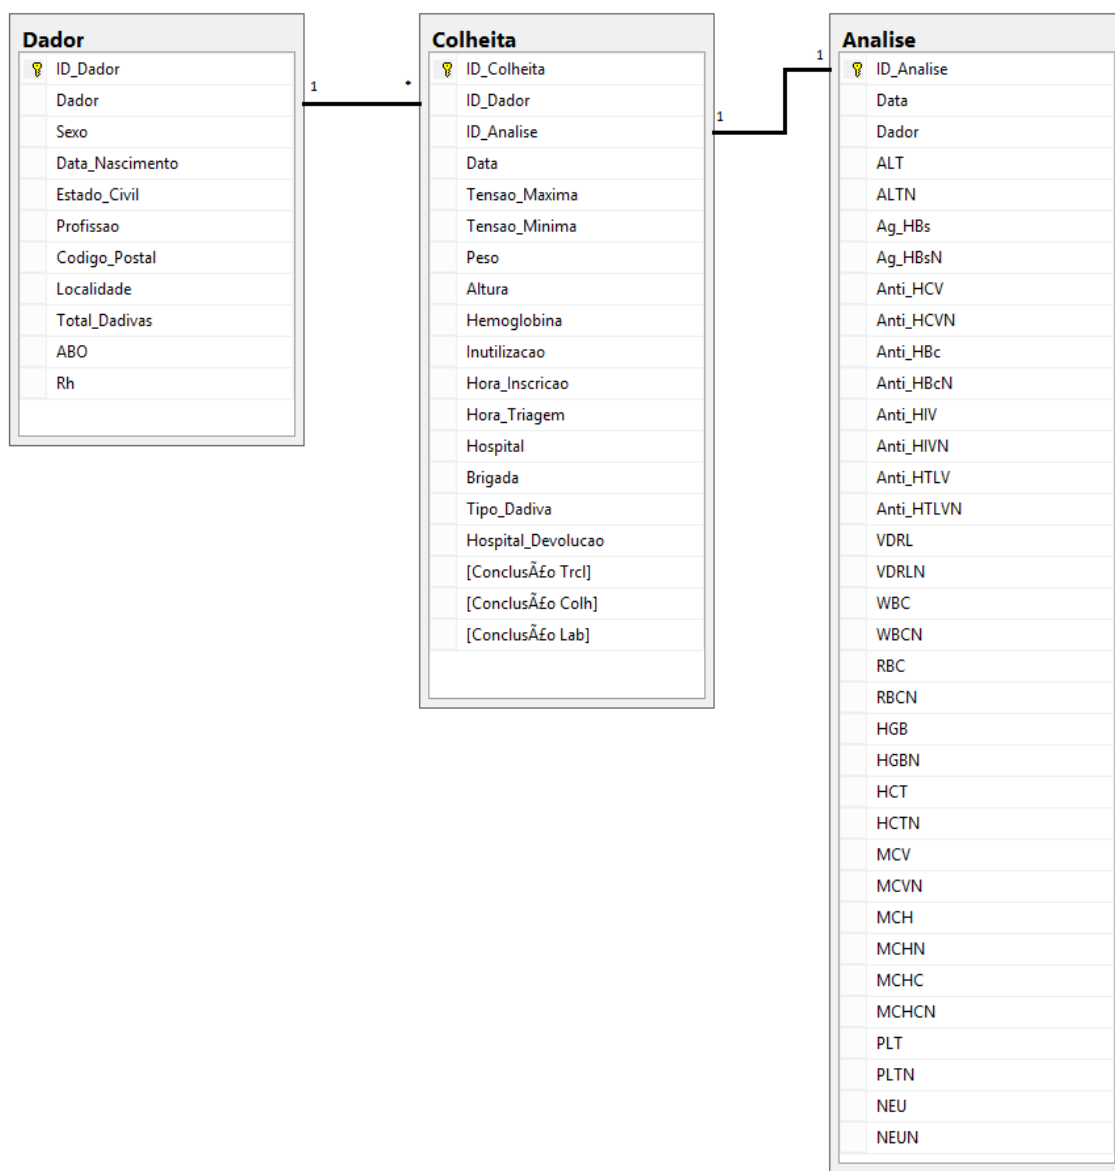 Dador
ID_Dador
Dador
Sexo
Data_Nascimento
Estado_Civil
Profissao
Codigo_Postal
Localidade
Total_Dadivas
ABO
Rh
1
*
Colheita
ID_Colheita
ID_Dador
ID_Analise
Data
Tensao_Maxima
Tensao_Minima
Peso
Altura
Hemoglobina
Inutilizacao
Hora_Inscricao
Hora_Triagem
Hospital
Brigada
Tipo_Dadiva
Hospital_Devolucao
[ConclusÃ£o Trcl]
[ConclusÃ£o Colh]
[ConclusÃ£o Lab]
1
1
Analise
ID_Analise
Data
Dador
ALT
ALTN
Ag_HBs
Ag_HBsN
Anti_HCV
Anti_HCVN
Anti_HBc
Anti_HBcN
Anti_HIV
Anti_HIVN
Anti_HTLV
Anti_HTLVN
VDRL
VDRLN
WBC
WBCN
RBC
RBCN
HGB
HGBN
HCT
HCTN
MCV
MCVN
MCH
MCHN
MCHC
MCHCN
PLT
PLTN
NEU
NEUN